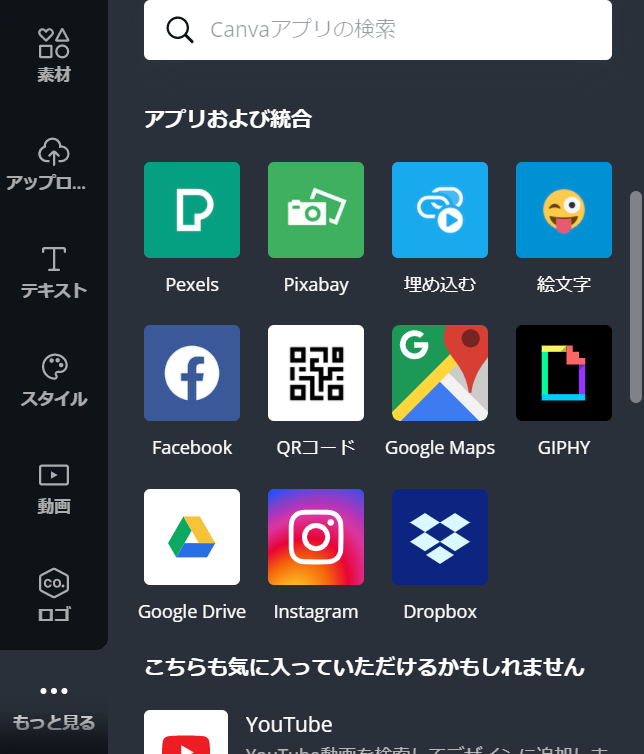 Canvaアプリの検索
素材
アップロ...
テキスト
スタイル
動画
CO.
ロゴ
もっと見る
アプリおよび統合
Pexels
Pixabay
埋め込む
絵文字
Facebook
QRコード
G
Google Maps
GIPHY
Google Drive
Instagram
Dropbox
こちらも気に入っていただけるかもしれません
YouTube
YouTube動画を検索してデザインに追加しま